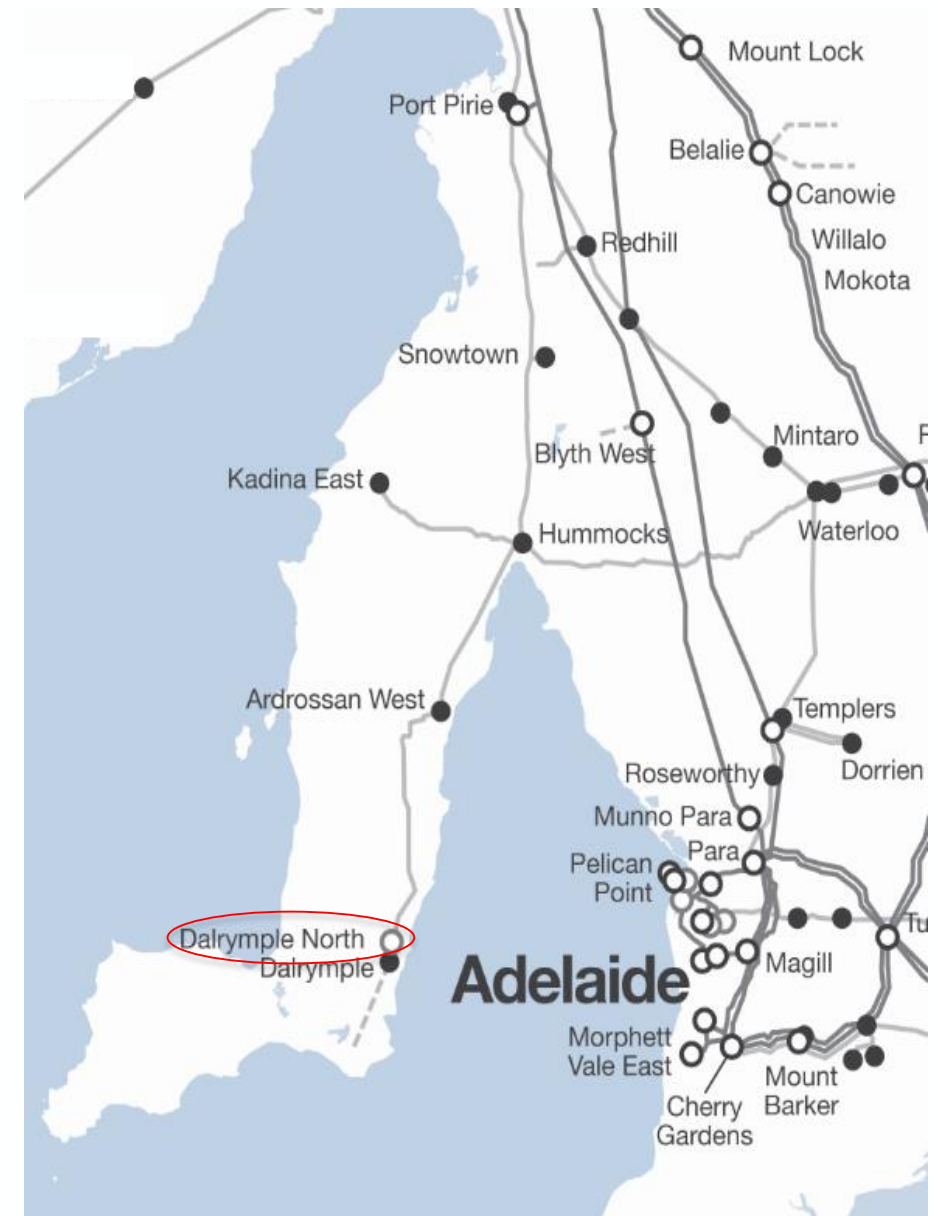 Mount Lock
Port Pirie
Belalie
Canowie
Redhill
Willalo
Mokota
Snowtown
Mintaro
Blyth West
Kadina East
Hummocks
Waterloo
Ardrossan West
Templers
Roseworthy
Dorrien
Munno Para
Para
Pelican
Point
Dalrymple North
Dalrymple
Adelaide
Magill
Morphett
Vale East
Mount
Barker
Cherry
Gardens